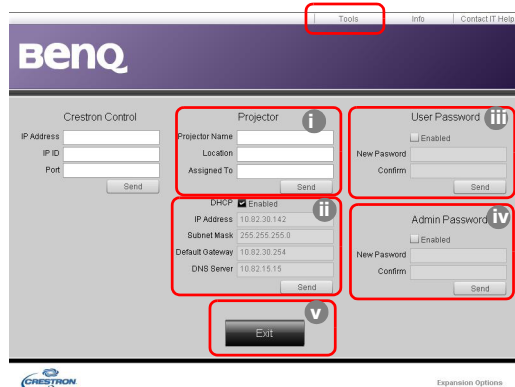 Tools Info Contact IT Help
BenQ
Crestron Control
IP Address
IP ID
Port
Send
Projector
i
Projector Name
Location
Assigned To
Send
ii
DHCP Enabled
IP Address 10.82.30.142
Subnet Mask 255.255.255.0
Default Gateway 10.82.30.254
DNS Server 10.82.15.15
Send
User Password
iii
Enabled
New Pasword
Confirm
Send
Admin Password
iv
Enabled
New Pasword
Confirm
Send
v
Exit
CRESTRON
Expansion Options